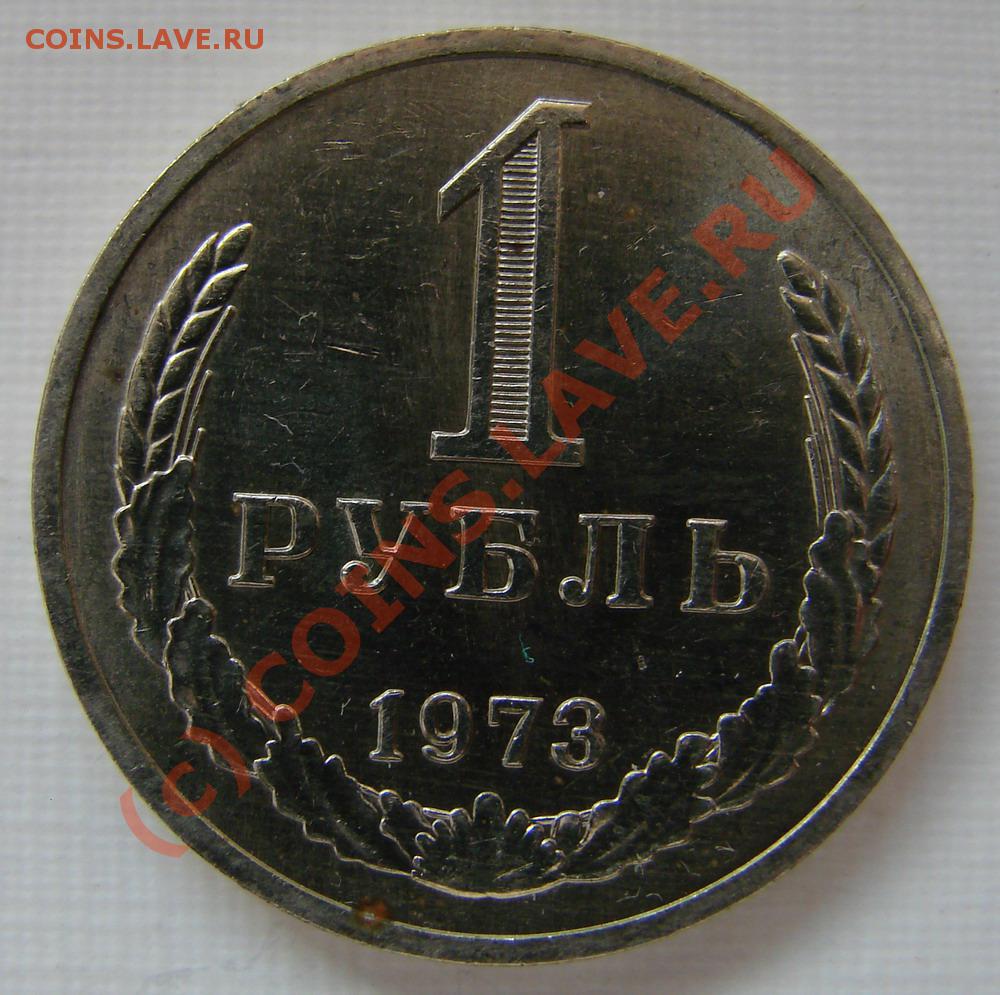 COINS.LAVE.RU
1
РУБЛЬ
1973
(c) COINS.LAVE.RU